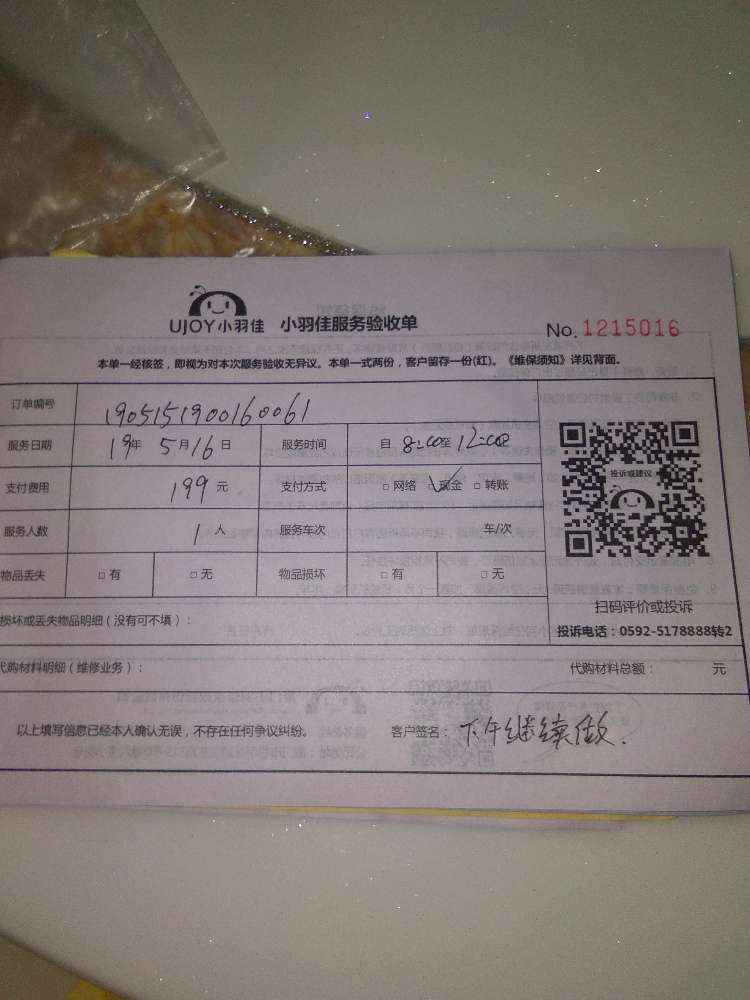 UJOY小羽佳 小羽佳服务验收单 No. 1215016
本单一经核签，即视为对本次服务验收无异议。本单一式两份，客户留存一份(红)。《维保须知》详见背面。
订单编号 1905151900160061
服务日期 19年 5月16日 服务时间 自 8:00至 12:00
投诉或建议
支付费用 199 元 支付方式 □ 网络 ☑ 现金 □ 转账
服务人数 1 人 服务车次 车/次
物品丢失 □ 有 □ 无 物品损坏 □ 有 □ 无
扫码评价或投诉
损坏或丢失物品明细（没有可不填）： 投诉电话：0592-5178888转2
代购材料明细（维修业务）： 代购材料总额： 元
以上填写信息已经本人确认无误，不存在任何争议纠纷。 客户签名：下午继续做.